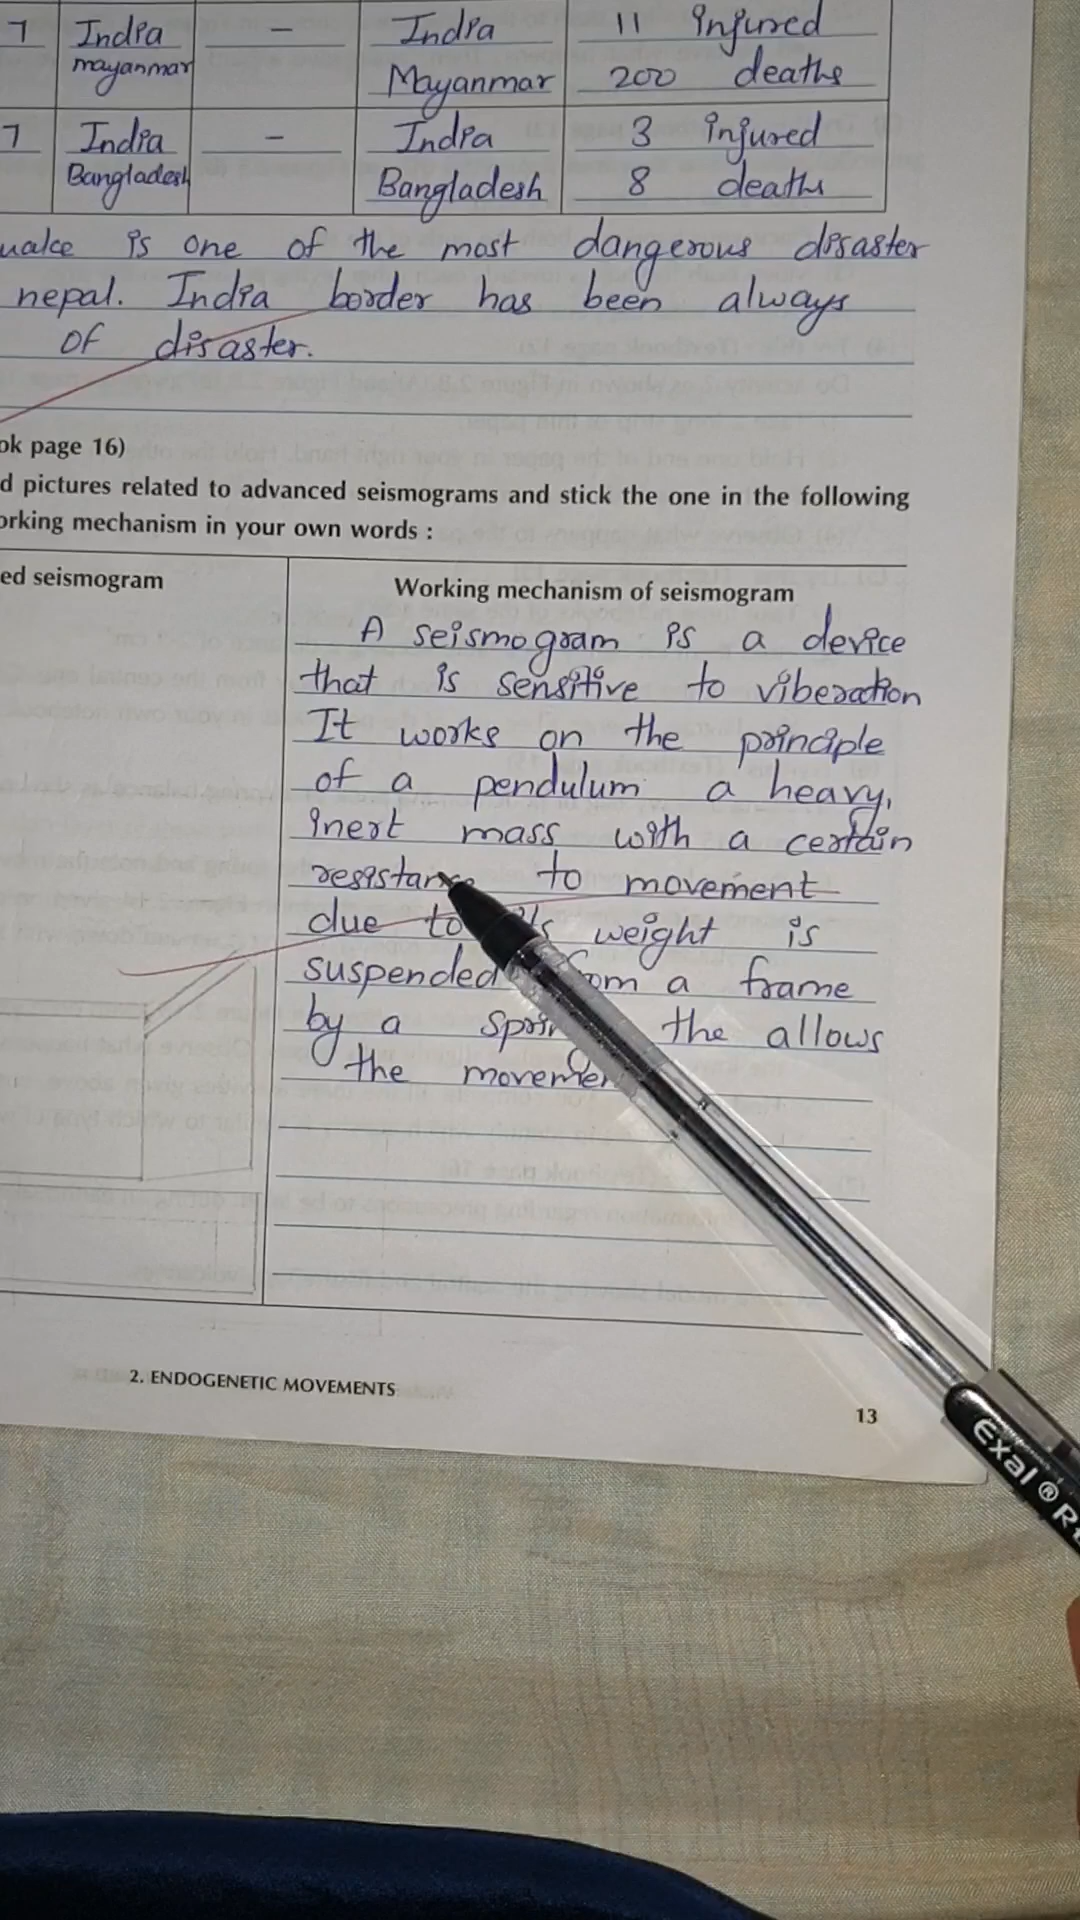 7 India - India 11 injured
mayanmar Mayanmar 200 deaths
7 India - India 3 injured
Bangladesh Bangladesh 8 deaths
uake is one of the most dangerous disaster
nepal. India border has been always
of disaster.
ok page 16)
d pictures related to advanced seismograms and stick the one in the following
orking mechanism in your own words :
ed seismogram
Working mechanism of seismogram
A seismogram is a device
that is sensitive to viberation
It works on the principle
of a pendulum a heavy,
inert mass with a certain
resistance to movement
due to weight is
suspended from a frame
by a the allows
the
2. ENDOGENETIC MOVEMENTS
13
Exal ®